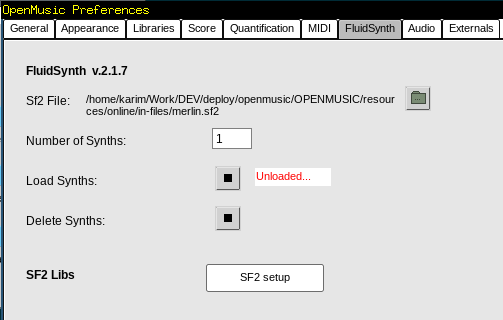 OpenMusic Preferences
General Appearance Libraries Score Quantification MIDI FluidSynth Audio Externals
FluidSynth v.2.1.7
Sf2 File: /home/karim/Work/DEV/deploy/openmusic/OPENMUSIC/resour
ces/online/in-files/merlin.sf2
Number of Synths: 1
Load Synths: Unloaded...
Delete Synths:
SF2 Libs SF2 setup